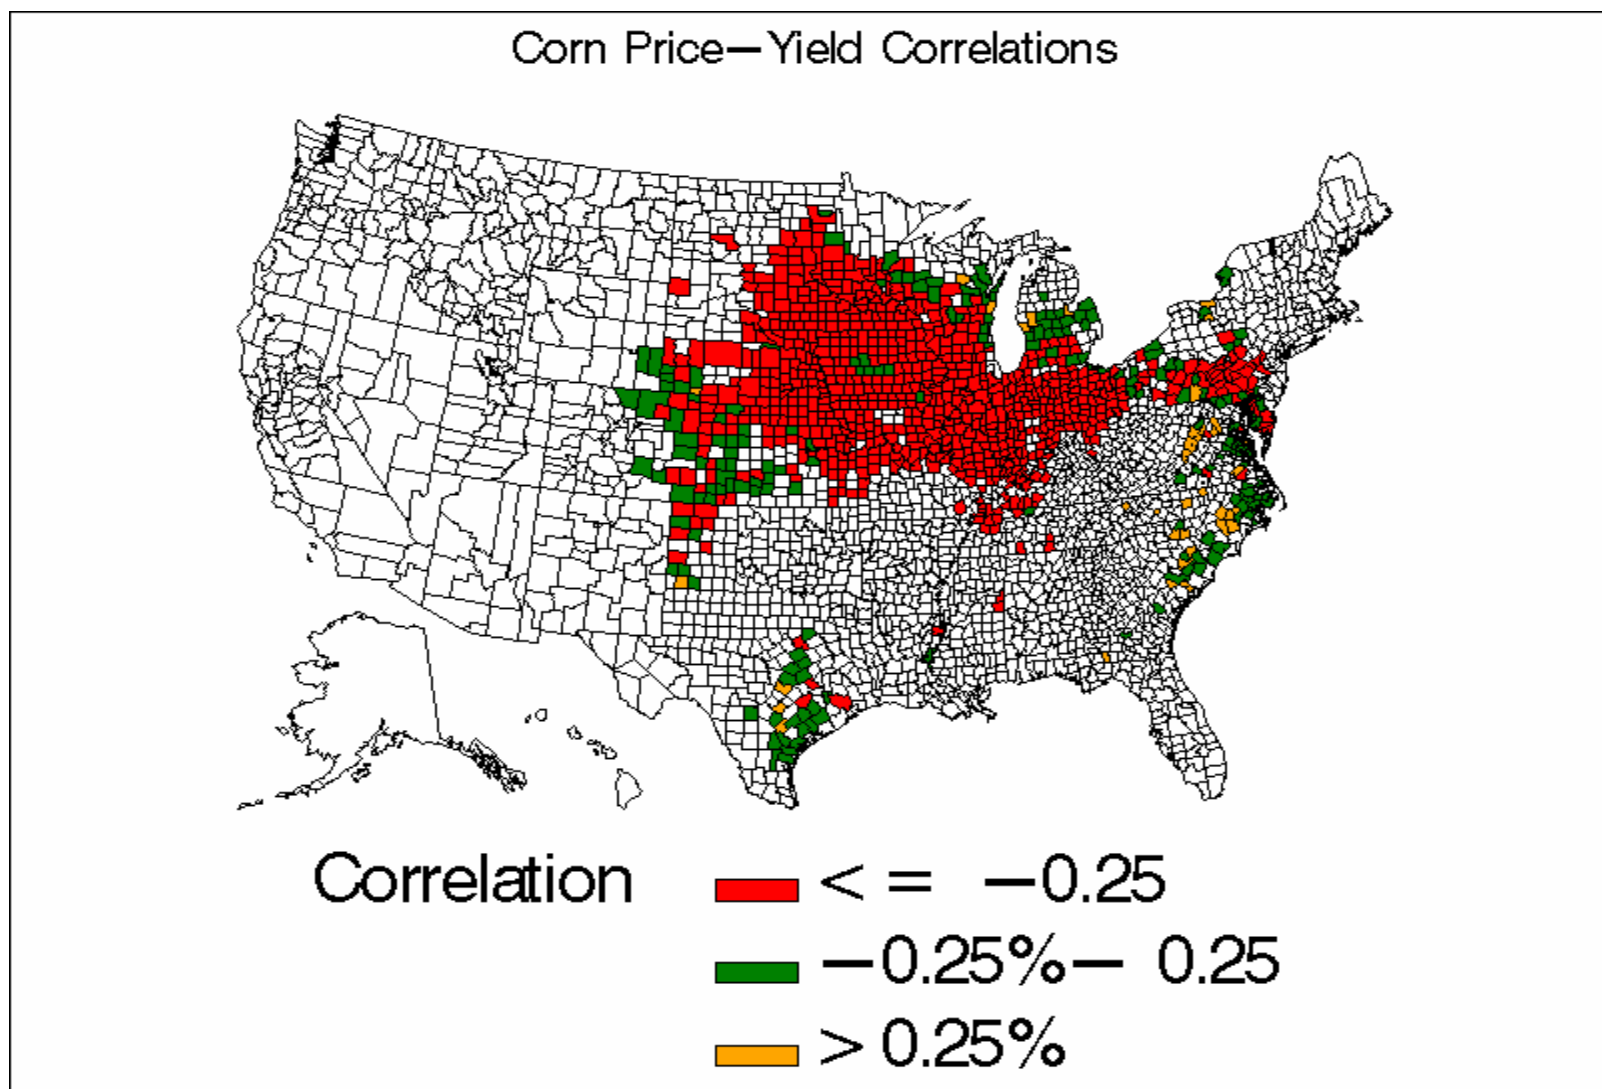 Corn Price—Yield Correlations
Correlation
< = −0.25
−0.25%− 0.25
> 0.25%